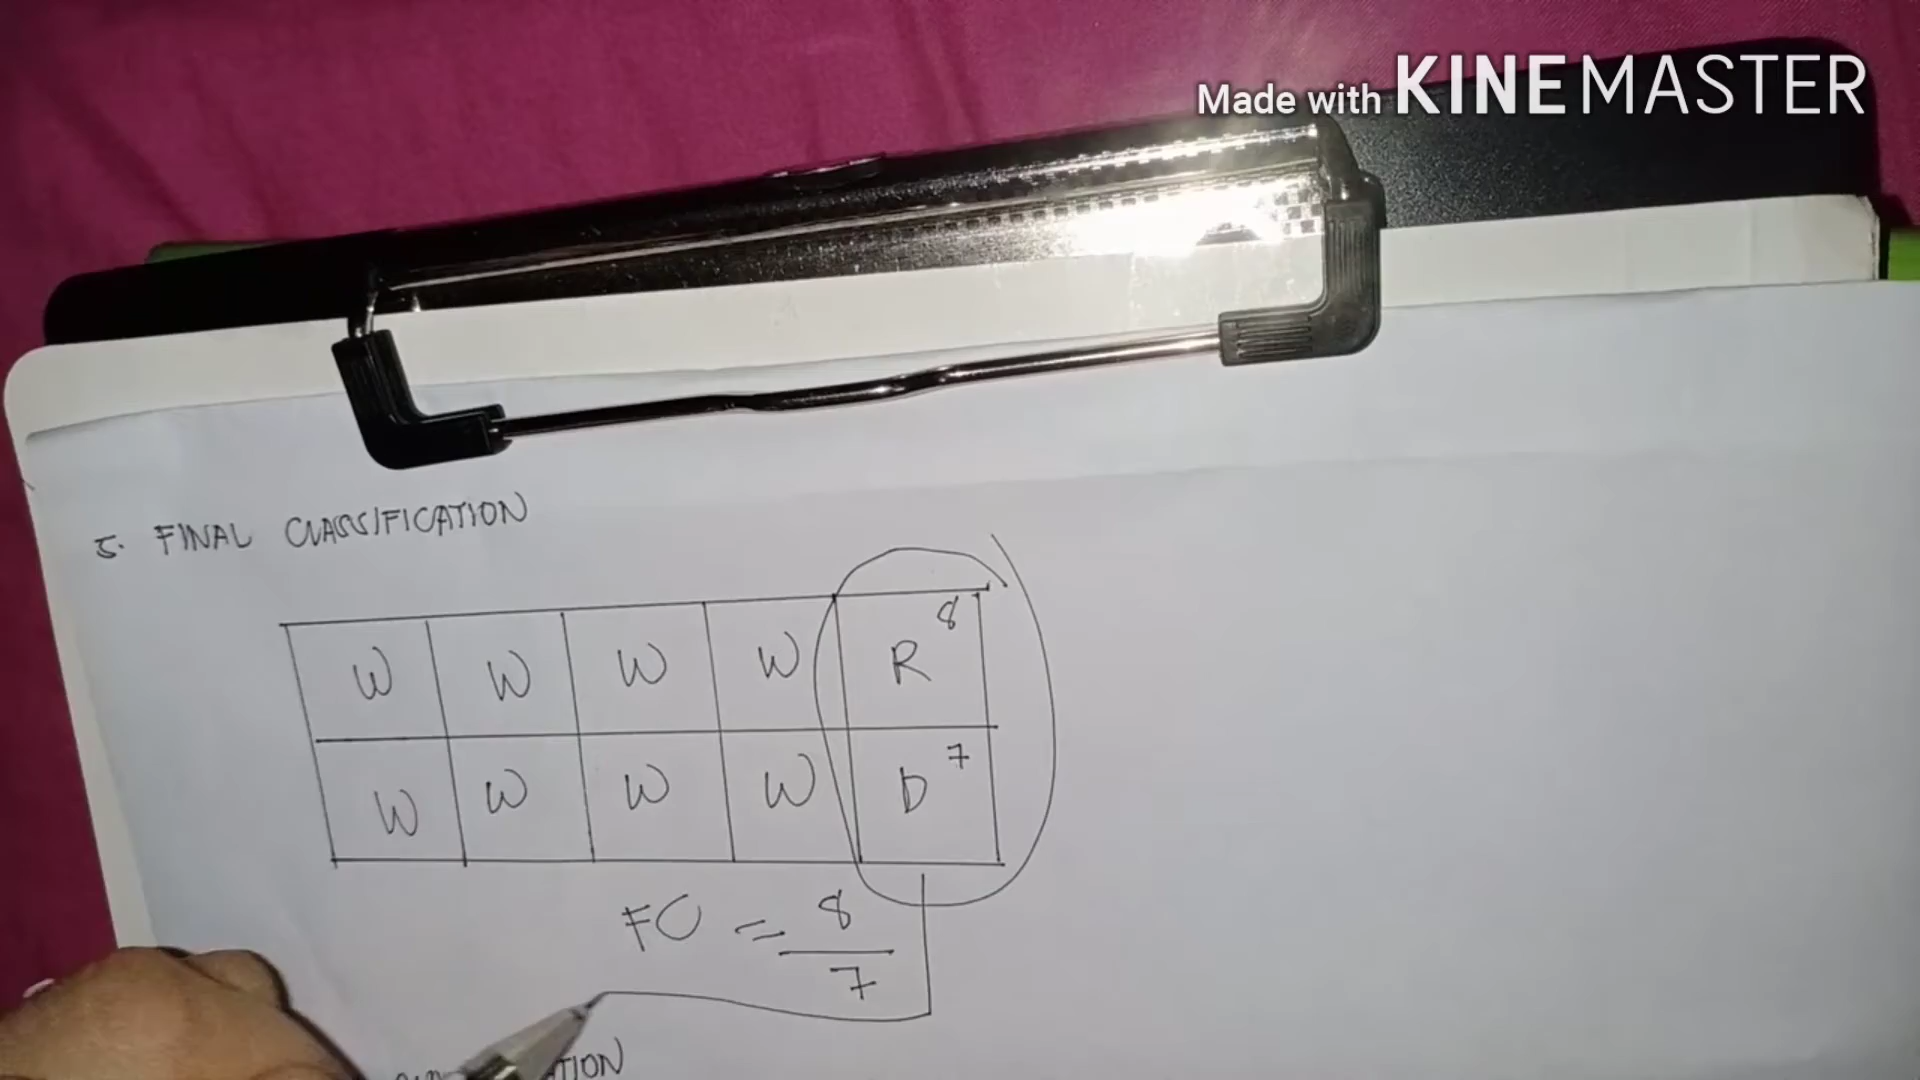 Made with KINEMASTER
5. FINAL CLASSIFICATION
W W W W R 8
W W W W D 7
FC = 8
7